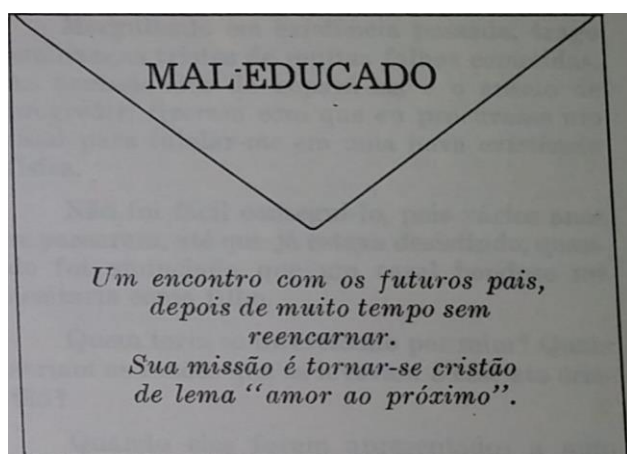 MAL-EDUCADO
Um encontro com os futuros pais,
depois de muito tempo sem
reencarnar.
Sua missão é tornar-se cristão
de lema “amor ao próximo”.